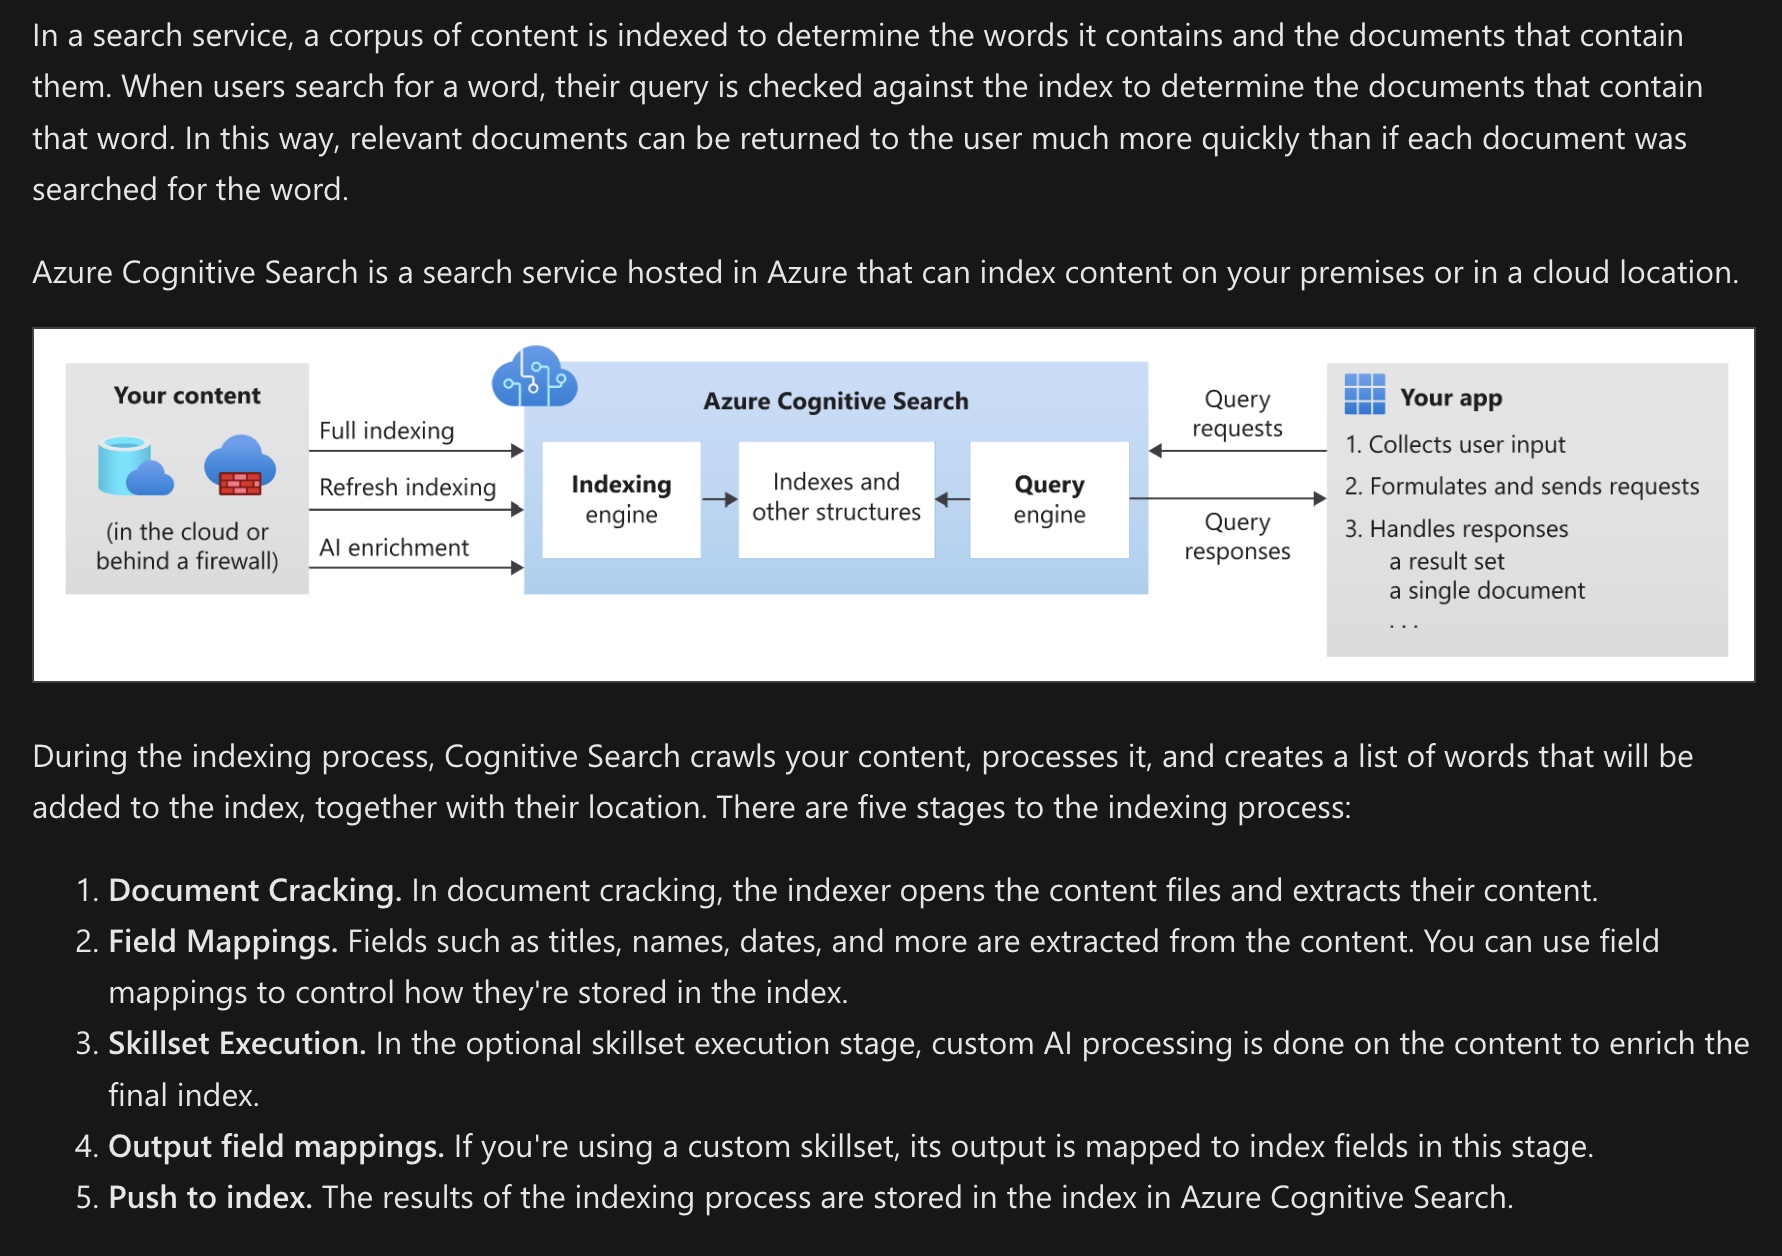 In a search service, a corpus of content is indexed to determine the words it contains and the documents that contain
them. When users search for a word, their query is checked against the index to determine the documents that contain
that word. In this way, relevant documents can be returned to the user much more quickly than if each document was
searched for the word.
Azure Cognitive Search is a search service hosted in Azure that can index content on your premises or in a cloud location.
Your content
(in the cloud or
behind a firewall)
Full indexing
Refresh indexing
AI enrichment
Azure Cognitive Search
Indexing
engine
Indexes and
other structures
Query
engine
Query
requests
Query
responses
Your app
1. Collects user input
2. Formulates and sends requests
3. Handles responses
a result set
a single document
. . .
During the indexing process, Cognitive Search crawls your content, processes it, and creates a list of words that will be
added to the index, together with their location. There are five stages to the indexing process:
1. Document Cracking. In document cracking, the indexer opens the content files and extracts their content.
2. Field Mappings. Fields such as titles, names, dates, and more are extracted from the content. You can use field
mappings to control how they're stored in the index.
3. Skillset Execution. In the optional skillset execution stage, custom AI processing is done on the content to enrich the
final index.
4. Output field mappings. If you're using a custom skillset, its output is mapped to index fields in this stage.
5. Push to index. The results of the indexing process are stored in the index in Azure Cognitive Search.